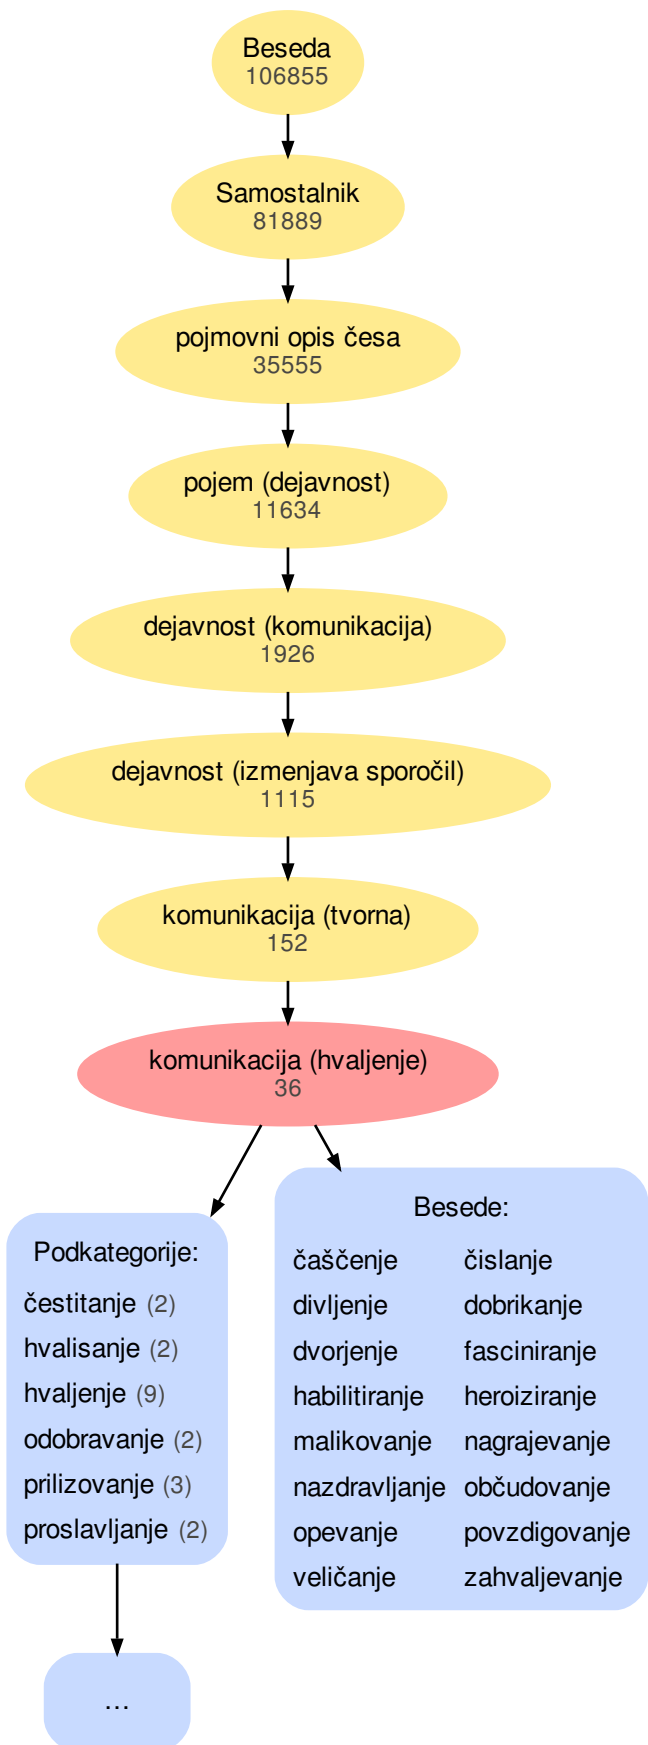 Beseda
106855
Samostalnik
81889
pojmovni opis česa
35555
pojem (dejavnost)
11634
dejavnost (komunikacija)
1926
dejavnost (izmenjava sporočil)
1115
komunikacija (tvorna)
152
komunikacija (hvaljenje)
36
Podkategorije:
čestitanje (2)
hvalisanje (2)
hvaljenje (9)
odobravanje (2)
prilizovanje (3)
proslavljanje (2)
Besede:
čaščenje čislanje
divljenje dobrikanje
dvorjenje fasciniranje
habilitiranje heroiziranje
malikovanje nagrajevanje
nazdravljanje občudovanje
opevanje povzdigovanje
veličanje zahvaljevanje
...